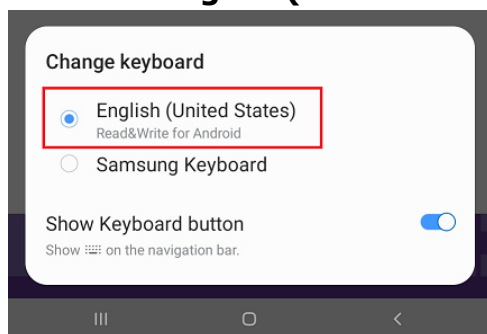 Change keyboard
English (United States)
Read&Write for Android
Samsung Keyboard
Show Keyboard button
Show on the navigation bar.